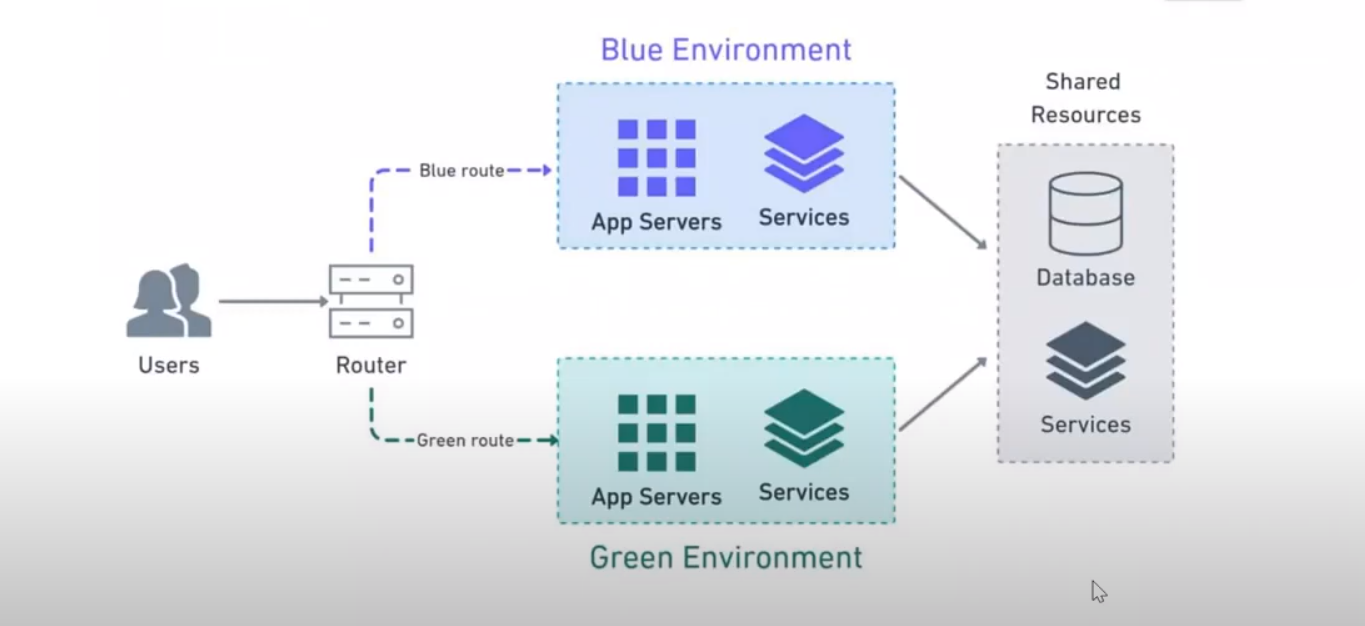 Blue Environment
Shared
Resources
Blue route
App Servers
Services
Database
Users
Router
Green route
App Servers
Services
Services
Green Environment